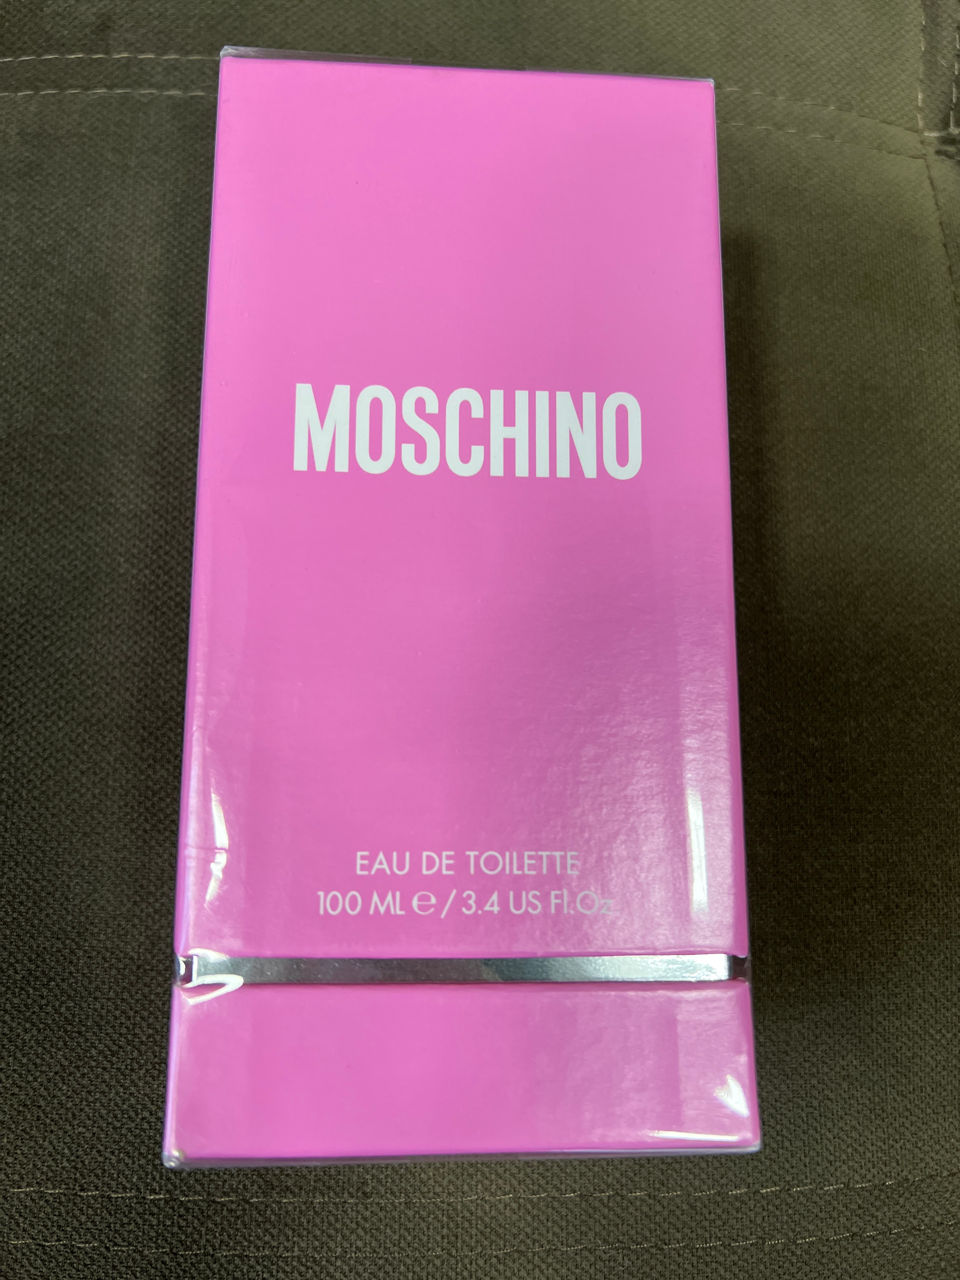 MOSCHINO
EAU DE TOILETTE
100 ML ℮ / 3.4 US Fl.Oz